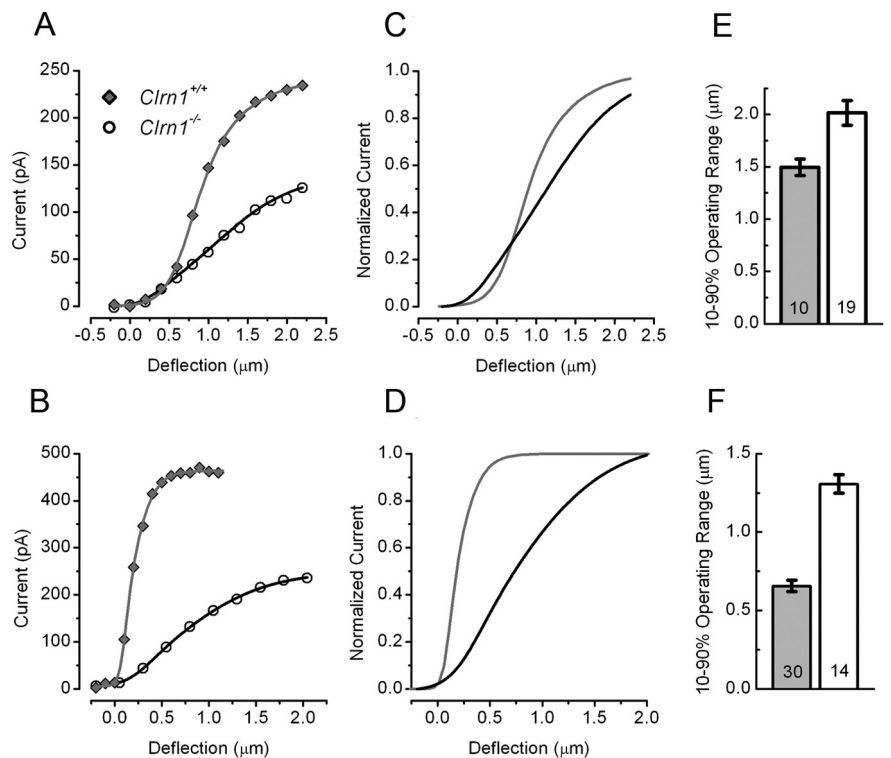 A
Current (pA)
250
200
150
100
50
0
Clrn1+/+
Clrn1-/-
-0.5 0.0 0.5 1.0 1.5 2.0 2.5
Deflection (μm)
C
Normalized Current
1.0
0.8
0.6
0.4
0.2
0.0
-0.5 0.0 0.5 1.0 1.5 2.0 2.5
Deflection (μm)
E
10-90% Operating Range (μm)
2.0
1.5
1.0
0.5
0.0
10 19
B
Current (pA)
500
400
300
200
100
0
0.0 0.5 1.0 1.5 2.0
Deflection (μm)
D
Normalized Current
1.0
0.8
0.6
0.4
0.2
0.0
0.0 0.5 1.0 1.5 2.0
Deflection (μm)
F
10-90% Operating Range (μm)
1.5
1.0
0.5
0.0
30 14